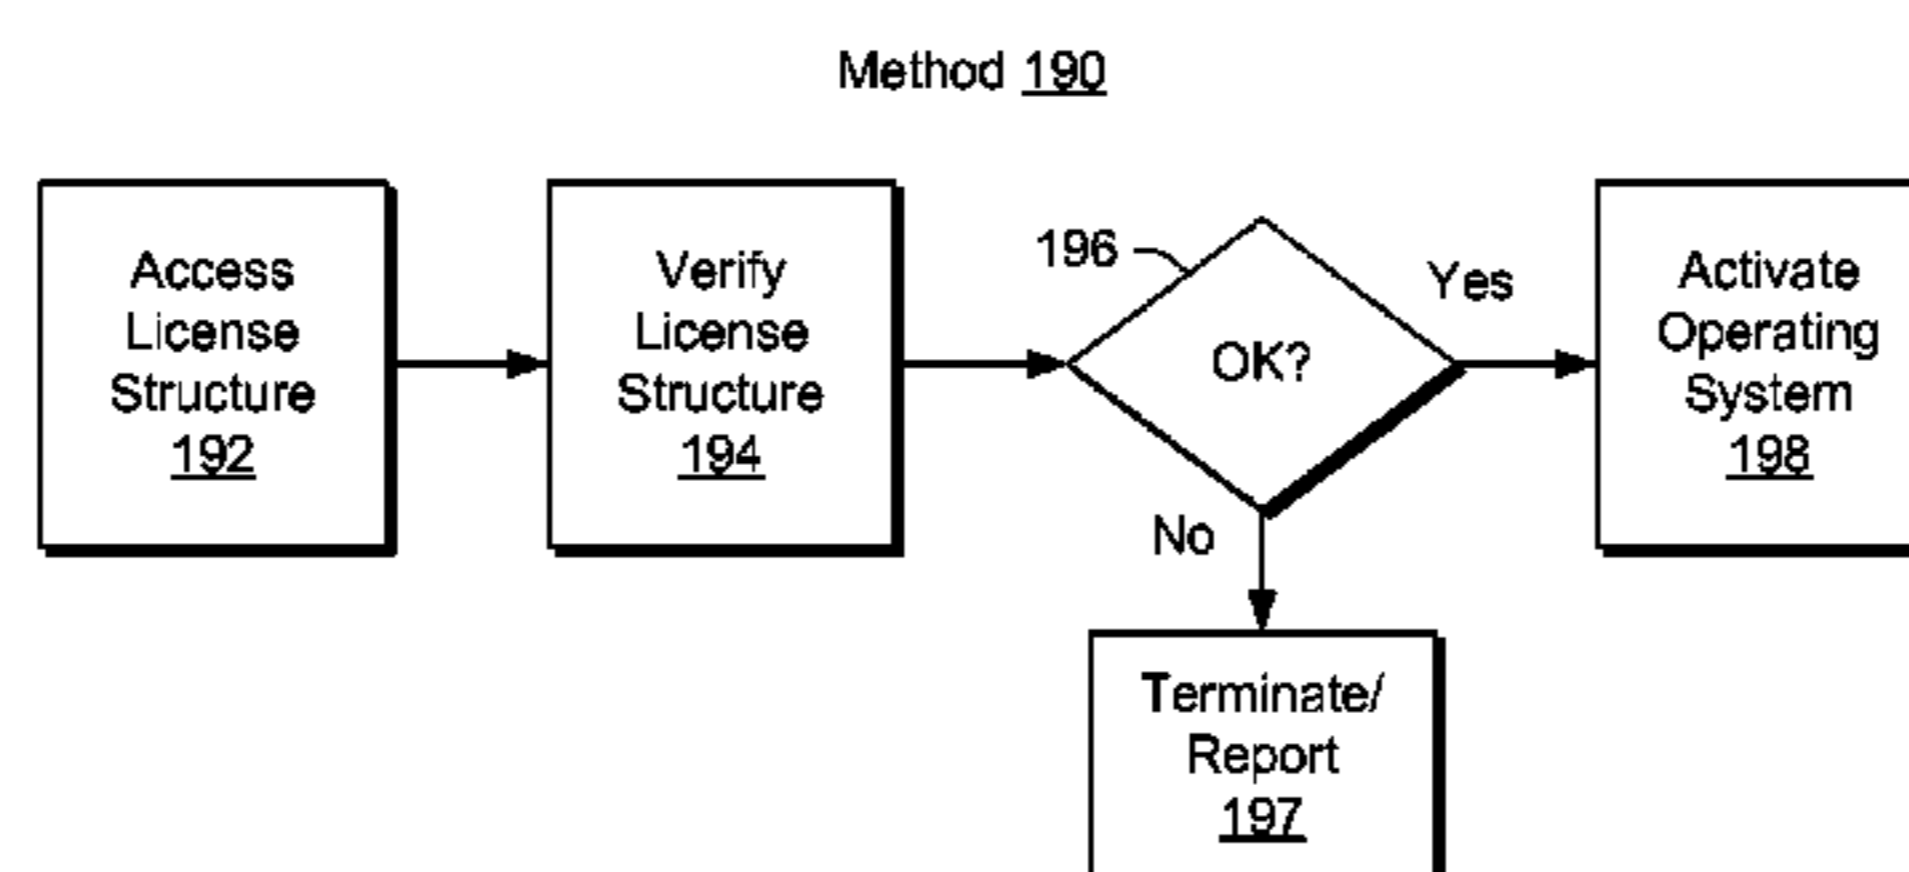 Method 190
Access
License
Structure
192
Verify
License
Structure
194
196
OK?
Yes
No
Activate
Operating
System
198
Terminate/
Report
197